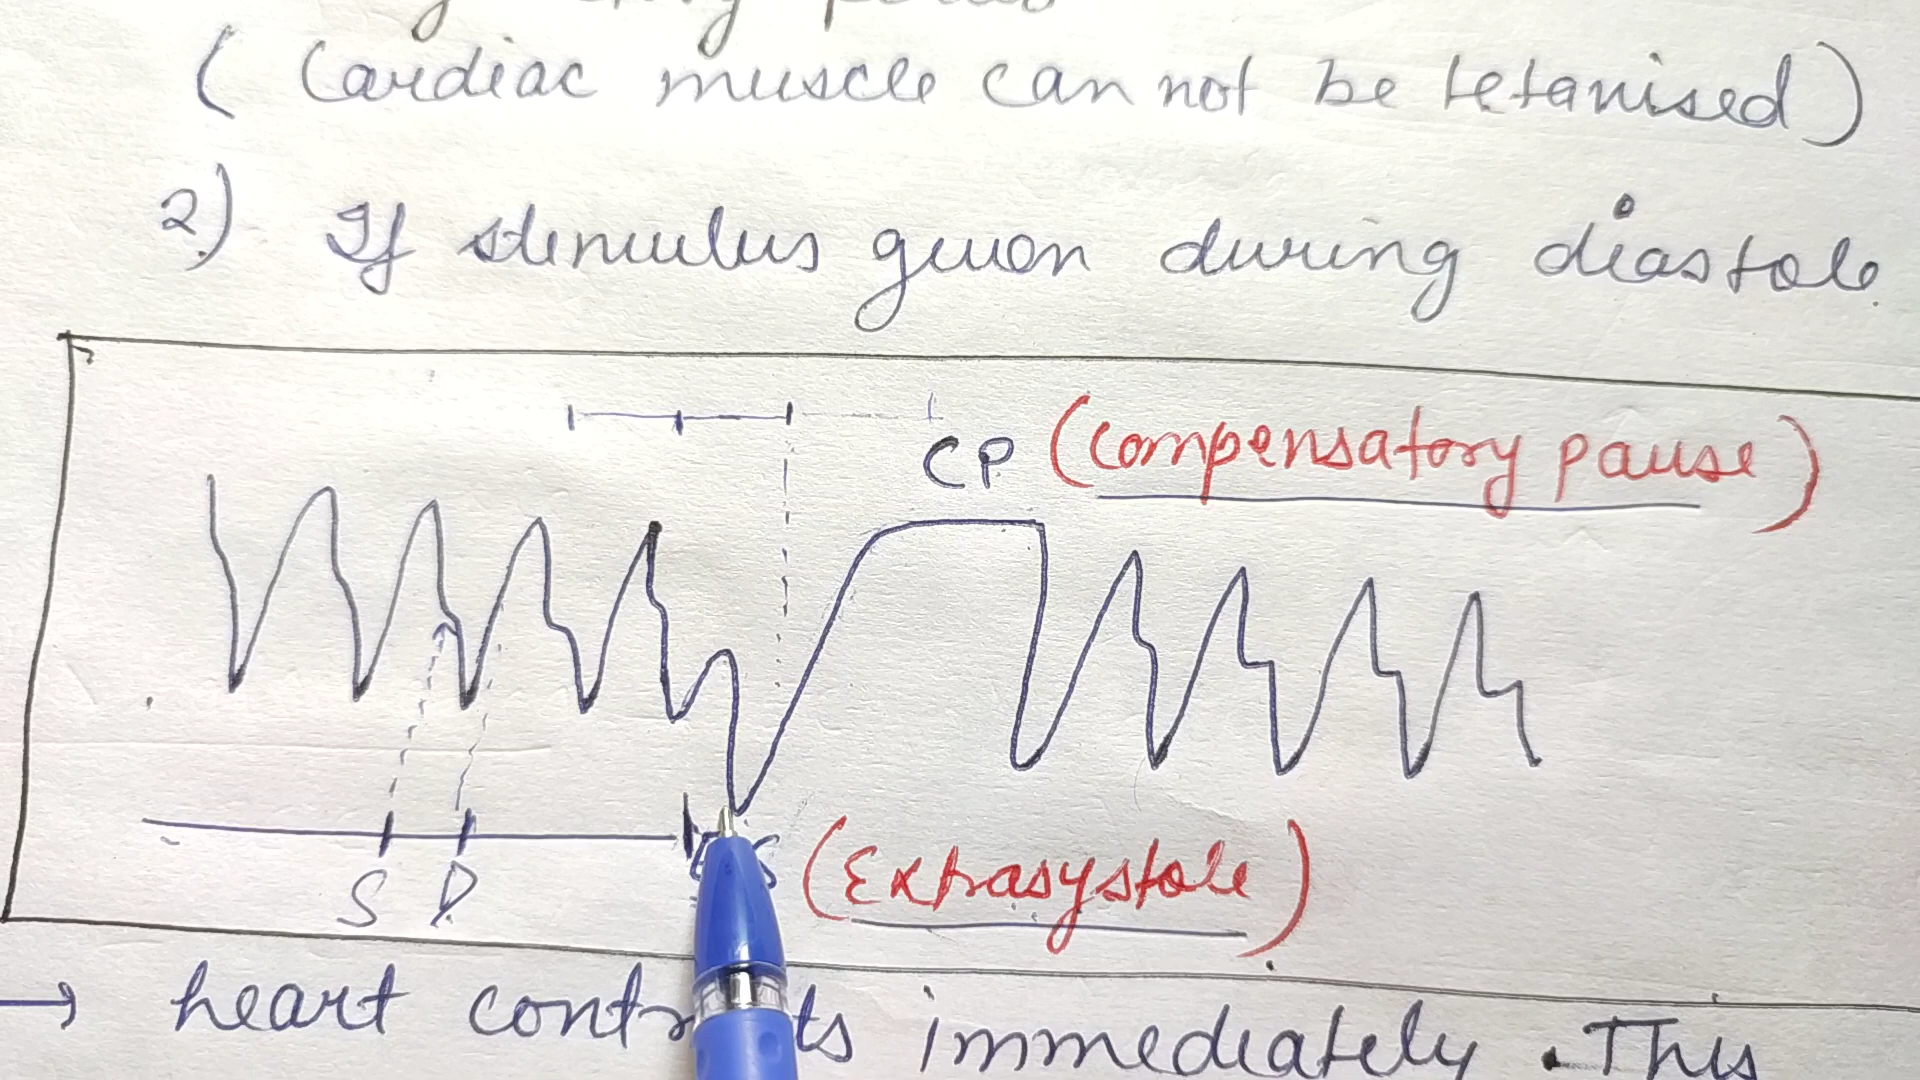 (Cardiac muscle can not be tetanised)
2) If stimulus given during diastole
CP (Compensatory pause)
S D (Extrasystole)
→ heart contracts immediately. This